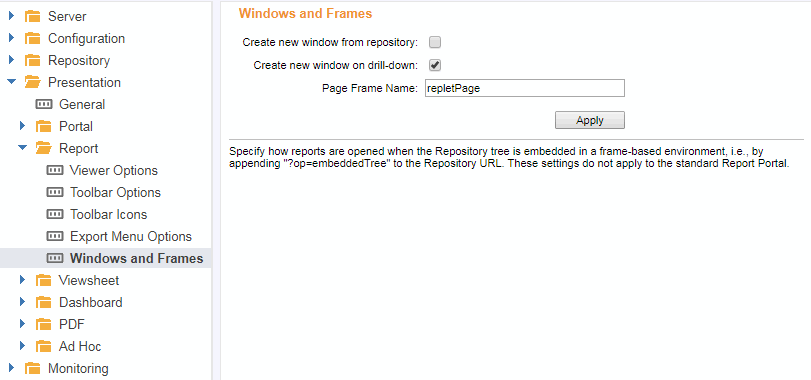 Server
Configuration
Repository
Presentation
General
Portal
Report
Viewer Options
Toolbar Options
Toolbar Icons
Export Menu Options
Windows and Frames
Viewsheet
Dashboard
PDF
Ad Hoc
Monitoring
Windows and Frames
Create new window from repository:
Create new window on drill-down:
Page Frame Name: repletPage
Apply
Specify how reports are opened when the Repository tree is embedded in a frame-based environment, i.e., by
appending "?op=embeddedTree" to the Repository URL. These settings do not apply to the standard Report Portal.